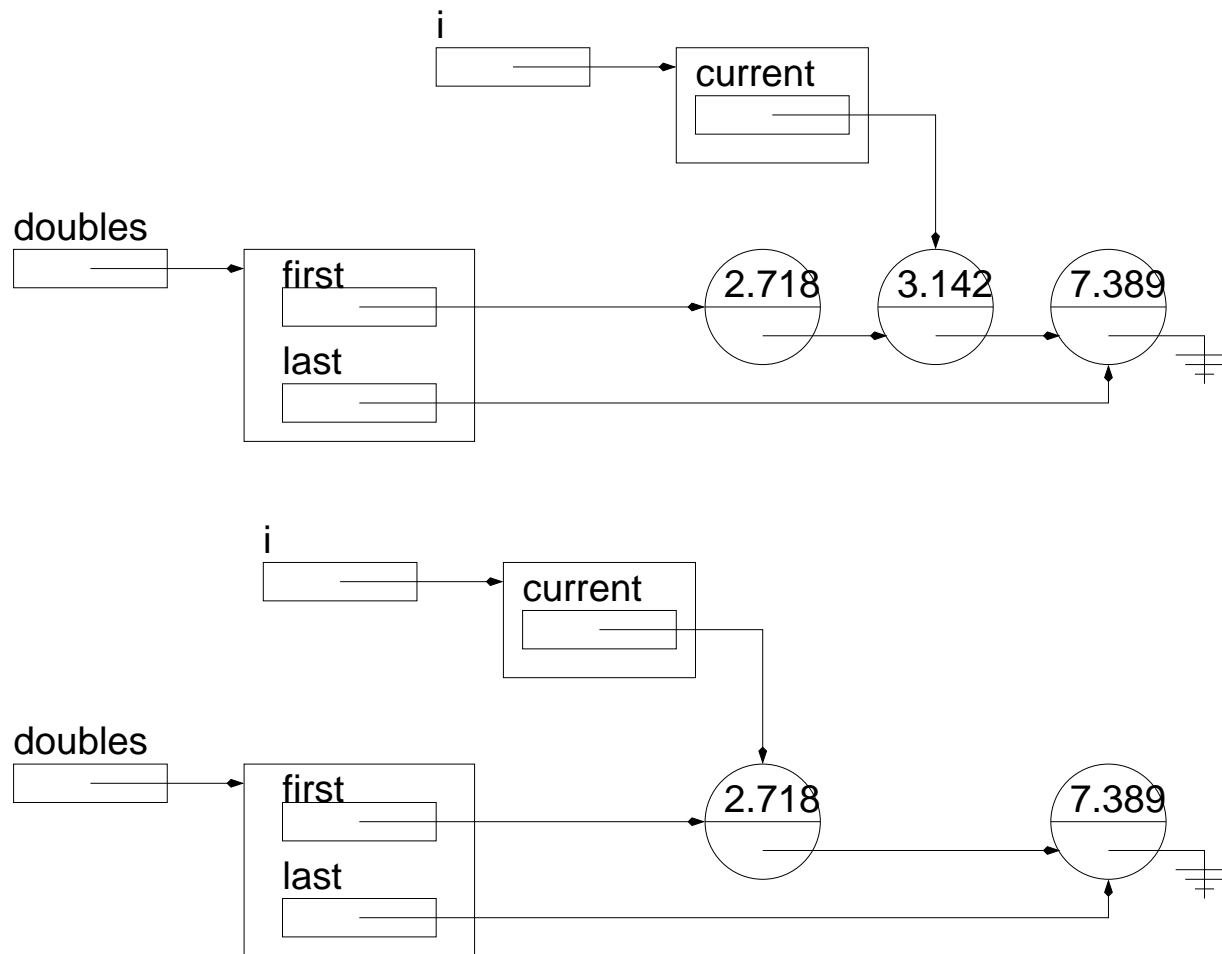 i
current
doubles
first
2.718 3.142 7.389
last
i
current
doubles
first
2.718 7.389
last